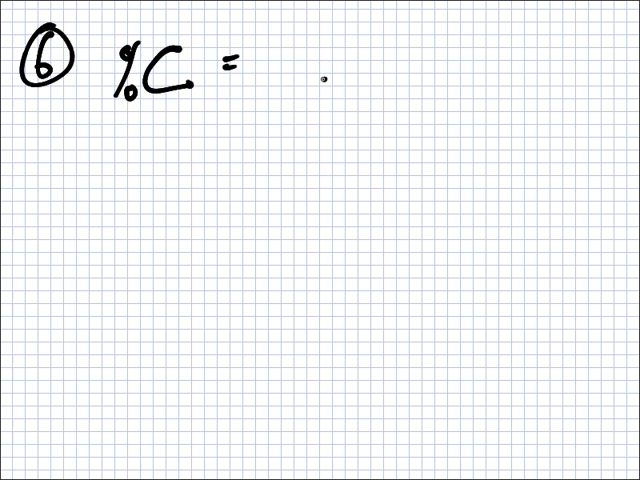 ⑥ %C =